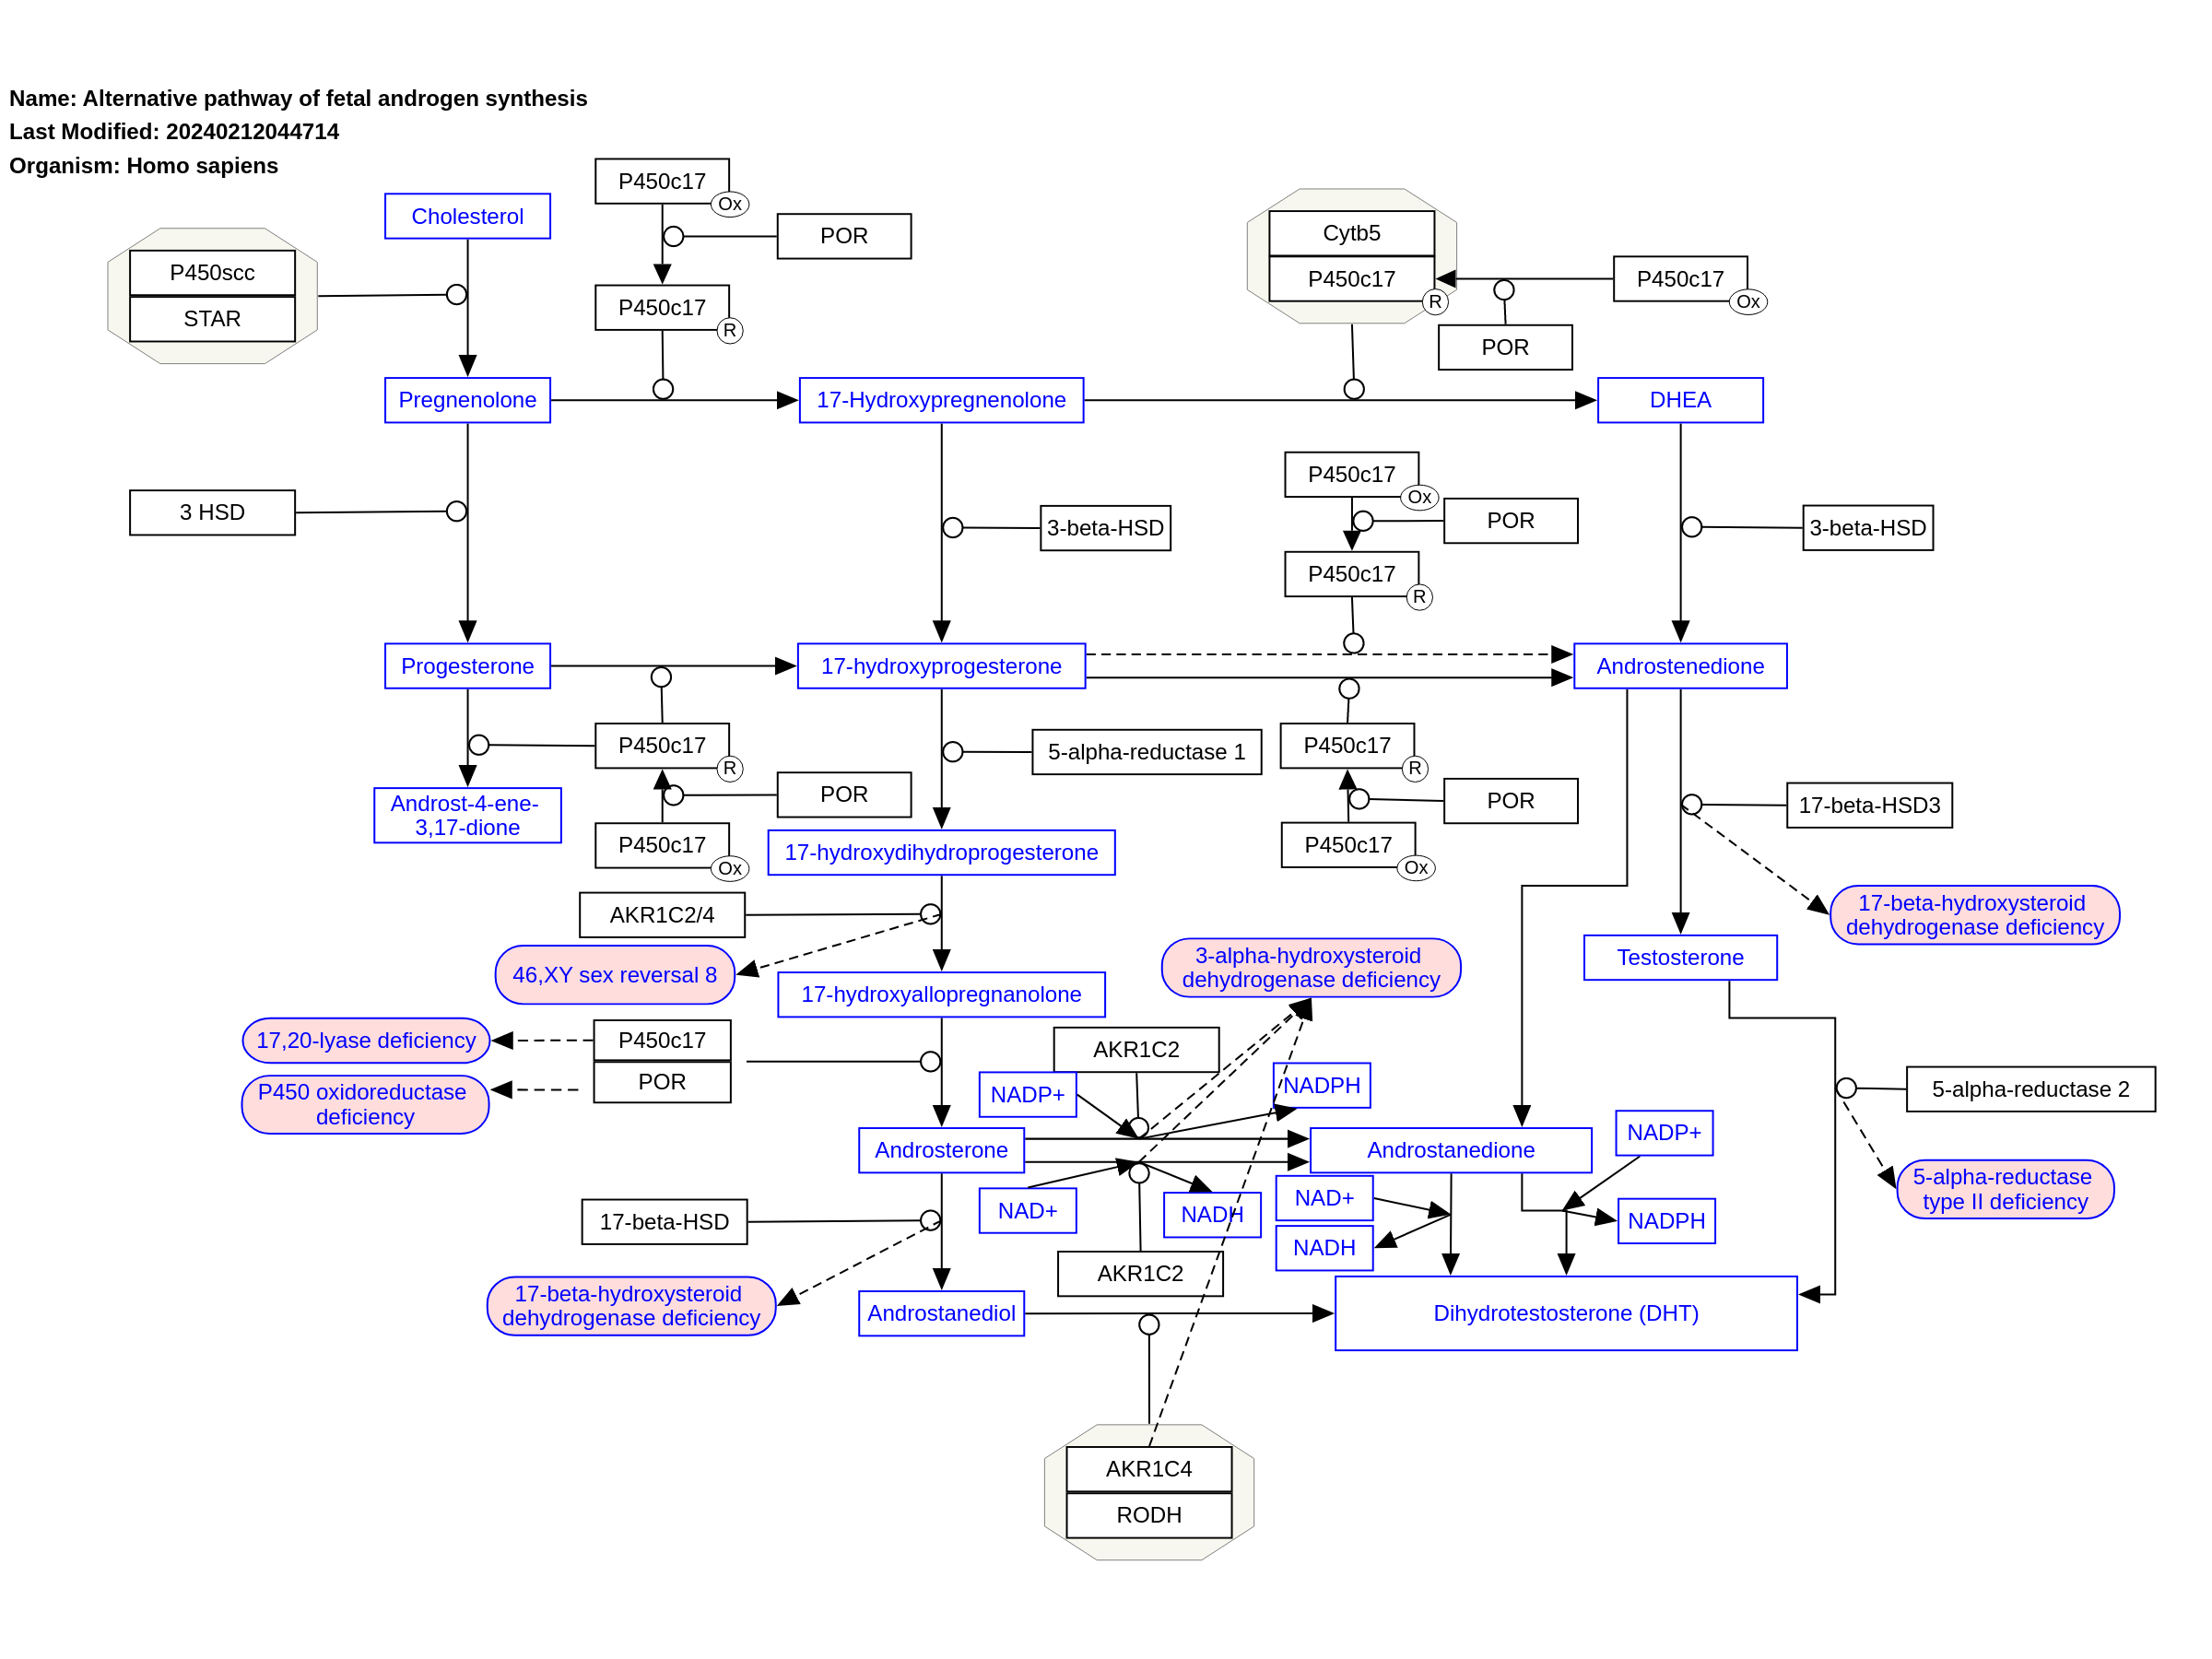 Name: Alternative pathway of fetal androgen synthesis
Last Modified: 20240212044714
Organism: Homo sapiens
P450c17
Ox
Cholesterol
POR
Cytb5
P450c17
R
P450c17
Ox
P450scc
STAR
P450c17
R
POR
Pregnenolone
17-Hydroxypregnenolone
DHEA
P450c17
Ox
3 HSD
3-beta-HSD
POR
3-beta-HSD
P450c17
R
Progesterone
17-hydroxyprogesterone
Androstenedione
P450c17
R
5-alpha-reductase 1
P450c17
R
Androst-4-ene-
3,17-dione
POR
POR
17-beta-HSD3
P450c17
Ox
17-hydroxydihydroprogesterone
P450c17
Ox
AKR1C2/4
17-beta-hydroxysteroid
dehydrogenase deficiency
46,XY sex reversal 8
3-alpha-hydroxysteroid
dehydrogenase deficiency
Testosterone
17-hydroxyallopregnanolone
17,20-lyase deficiency
P450c17
POR
AKR1C2
P450 oxidoreductase
deficiency
NADP+
NADPH
5-alpha-reductase 2
NADP+
Androsterone
Androstanedione
NAD+
NADH
NAD+
NADPH
5-alpha-reductase
type II deficiency
17-beta-HSD
NADH
AKR1C2
17-beta-hydroxysteroid
dehydrogenase deficiency
Androstanediol
Dihydrotestosterone (DHT)
AKR1C4
RODH